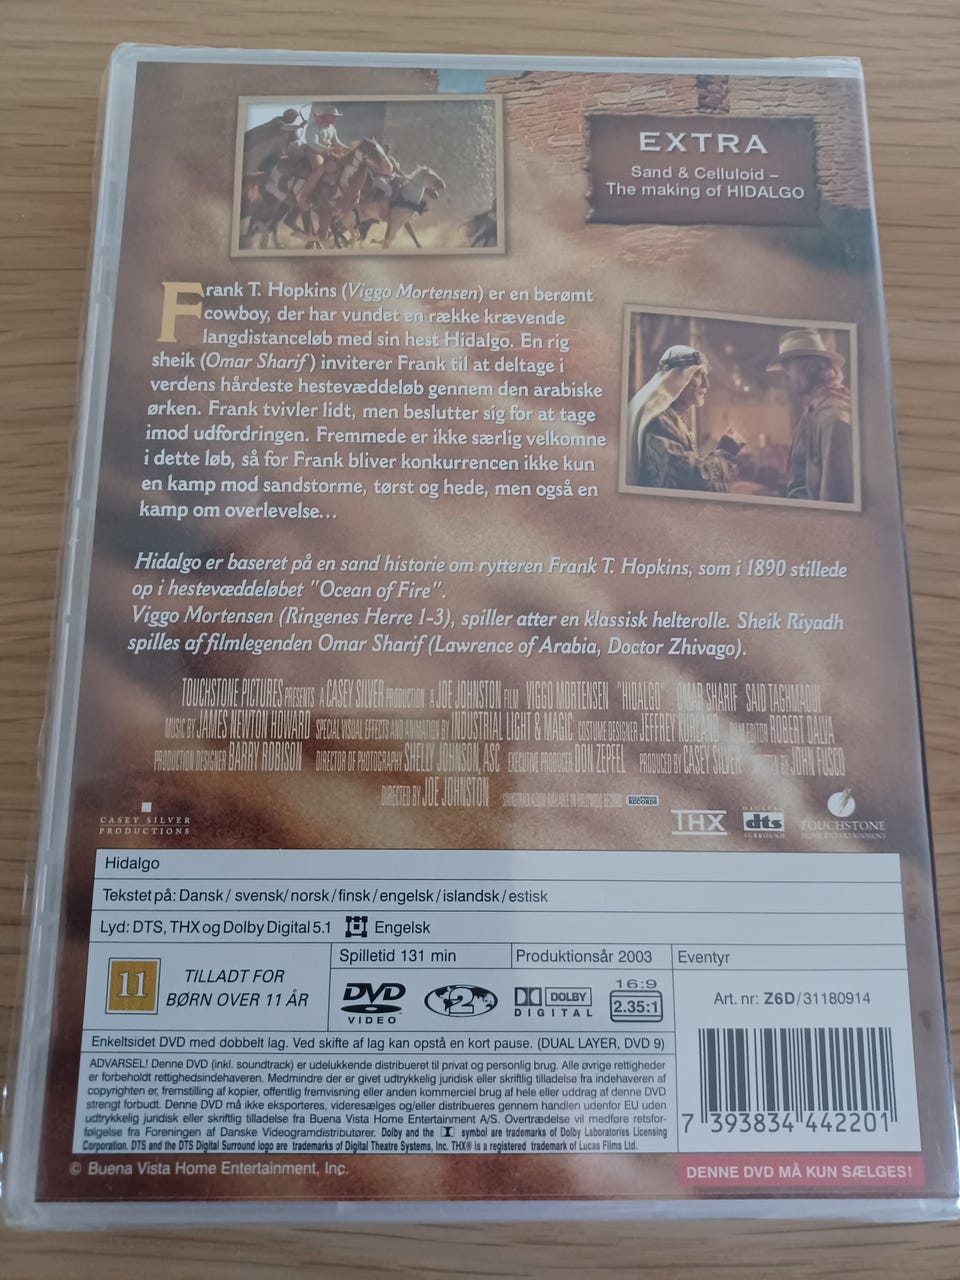 EXTRA
Sand & Celluloid –
The making of HIDALGO
Frank T. Hopkins (Viggo Mortensen) er en berømt
cowboy, der har vundet en række krævende
langdistanceløb med sin hest Hidalgo. En rig
sheik (Omar Sharif) inviterer Frank til at deltage i
verdens hårdeste hestevæddeløb gennem den arabiske
ørken. Frank tvivler lidt, men beslutter sig for at tage
imod udfordringen. Fremmede er ikke særlig velkomne
i dette løb, så for Frank bliver konkurrencen ikke kun
en kamp mod sandstorme, tørst og hede, men også en
kamp om overlevelse...
Hidalgo er baseret på en sand historie om rytteren Frank T. Hopkins, som i 1890 stillede
op i hestevæddeløbet "Ocean of Fire".
Viggo Mortensen (Ringenes Herre 1-3), spiller atter en klassisk helterolle. Sheik Riyadh
spilles af filmlegenden Omar Sharif (Lawrence of Arabia, Doctor Zhivago).
TOUCHSTONE PICTURES PRESENTS A CASEY SILVER PRODUCTION A JOE JOHNSTON FILM VIGGO MORTENSEN "HIDALGO" OMAR SHARIF SAID TAGHMAOUI
MUSIC BY JAMES NEWTON HOWARD SPECIAL VISUAL EFFECTS AND ANIMATION BY INDUSTRIAL LIGHT & MAGIC COSTUME DESIGNER JEFFREY KURLAND FILM EDITOR ROBERT DALVA
PRODUCTION DESIGNER BARRY ROBISON DIRECTOR OF PHOTOGRAPHY SHELLY JOHNSON, ASC EXECUTIVE PRODUCER DON ZEPFEL PRODUCED BY CASEY SILVER WRITTEN BY JOHN FUSCO
DIRECTED BY JOE JOHNSTON SOUNDTRACK ALBUM AVAILABLE ON HOLLYWOOD RECORDS HOLLYWOOD RECORDS
CASEY SILVER
PRODUCTIONS
THX
DIGITAL
dts
SURROUND
TOUCHSTONE
HOME ENTERTAINMENT
Hidalgo
Tekstet på: Dansk / svensk/ norsk / finsk / engelsk / islandsk / estisk
Lyd: DTS, THX og Dolby Digital 5.1 Engelsk
11
TILLADT FOR
BØRN OVER 11 ÅR
Spilletid 131 min
Produktionsår 2003
Eventyr
DVD
VIDEO
2
DOLBY
DIGITAL
16:9
2.35:1
Art. nr: Z6D/31180914
Enkeltsidet DVD med dobbelt lag. Ved skifte af lag kan opstå en kort pause. (DUAL LAYER, DVD 9)
ADVARSEL! Denne DVD (inkl. soundtrack) er udelukkende distribueret til privat og personlig brug. Alle øvrige rettigheder
er forbeholdt rettighedsindehaveren. Medmindre der er givet udtrykkelig juridisk eller skriftlig tilladelse fra indehaveren af
copyrighten er, fremstilling af kopier, offentlig fremvisning eller anden kommerciel brug af hele eller uddrag af denne DVD
strengt forbudt. Denne DVD må ikke eksporteres, videresælges og/eller distribueres gennem handlen udenfor EU uden
udtrykkelig juridisk eller skriftlig tilladelse fra Buena Vista Home Entertainment A/S. Overtrædelse vil medføre retsfor-
følgelse fra Foreningen af Danske Videogramdistributører. Dolby and the symbol are trademarks of Dolby Laboratories Licensing
Corporation. DTS and the DTS Digital Surround logo are trademarks of Digital Theatre Systems, Inc. THX® is a registered trademark of Lucas Films Ltd.
7 393834 442201
© Buena Vista Home Entertainment, Inc.
DENNE DVD MÅ KUN SÆLGES!